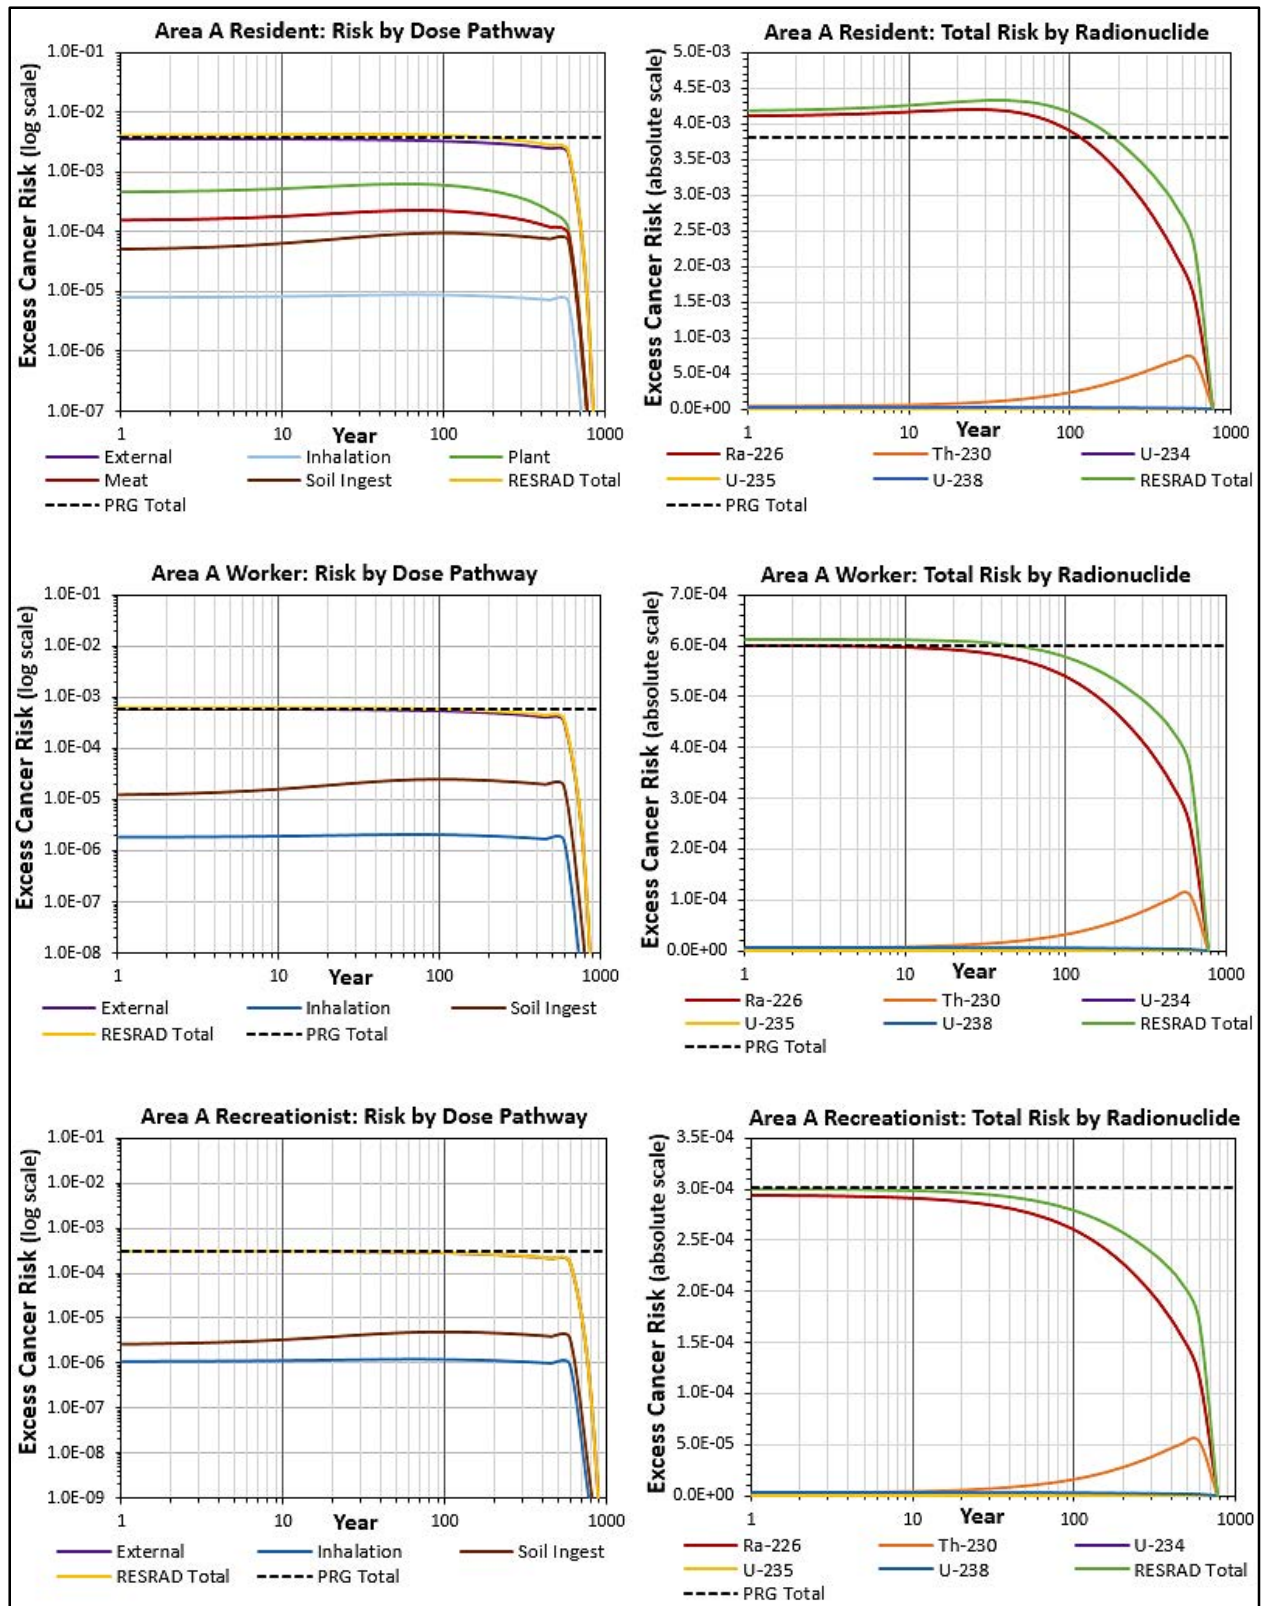 Area A Resident: Risk by Dose Pathway
Excess Cancer Risk (log scale)
1.0E-01
1.0E-02
1.0E-03
1.0E-04
1.0E-05
1.0E-06
1.0E-07
1 10 100 1000
Year
External Inhalation Plant
Meat Soil Ingest RESRAD Total
PRG Total
Area A Resident: Total Risk by Radionuclide
Excess Cancer Risk (absolute scale)
5.0E-03
4.5E-03
4.0E-03
3.5E-03
3.0E-03
2.5E-03
2.0E-03
1.5E-03
1.0E-03
5.0E-04
0.0E+00
1 10 100 1000
Year
Ra-226 Th-230 U-234
U-235 U-238 RESRAD Total
PRG Total
Area A Worker: Risk by Dose Pathway
Excess Cancer Risk (log scale)
1.0E-01
1.0E-02
1.0E-03
1.0E-04
1.0E-05
1.0E-06
1.0E-07
1.0E-08
1 10 100 1000
Year
External Inhalation Soil Ingest
RESRAD Total PRG Total
Area A Worker: Total Risk by Radionuclide
Excess Cancer Risk (absolute scale)
7.0E-04
6.0E-04
5.0E-04
4.0E-04
3.0E-04
2.0E-04
1.0E-04
0.0E+00
1 10 100 1000
Year
Ra-226 Th-230 U-234
U-235 U-238 RESRAD Total
PRG Total
Area A Recreationist: Risk by Dose Pathway
Excess Cancer Risk (log scale)
1.0E-01
1.0E-02
1.0E-03
1.0E-04
1.0E-05
1.0E-06
1.0E-07
1.0E-08
1.0E-09
1 10 100 1000
Year
External Inhalation Soil Ingest
RESRAD Total PRG Total
Area A Recreationist: Total Risk by Radionuclide
Excess Cancer Risk (absolute scale)
3.5E-04
3.0E-04
2.5E-04
2.0E-04
1.5E-04
1.0E-04
5.0E-05
0.0E+00
1 10 100 1000
Year
Ra-226 Th-230 U-234
U-235 U-238 RESRAD Total
PRG Total